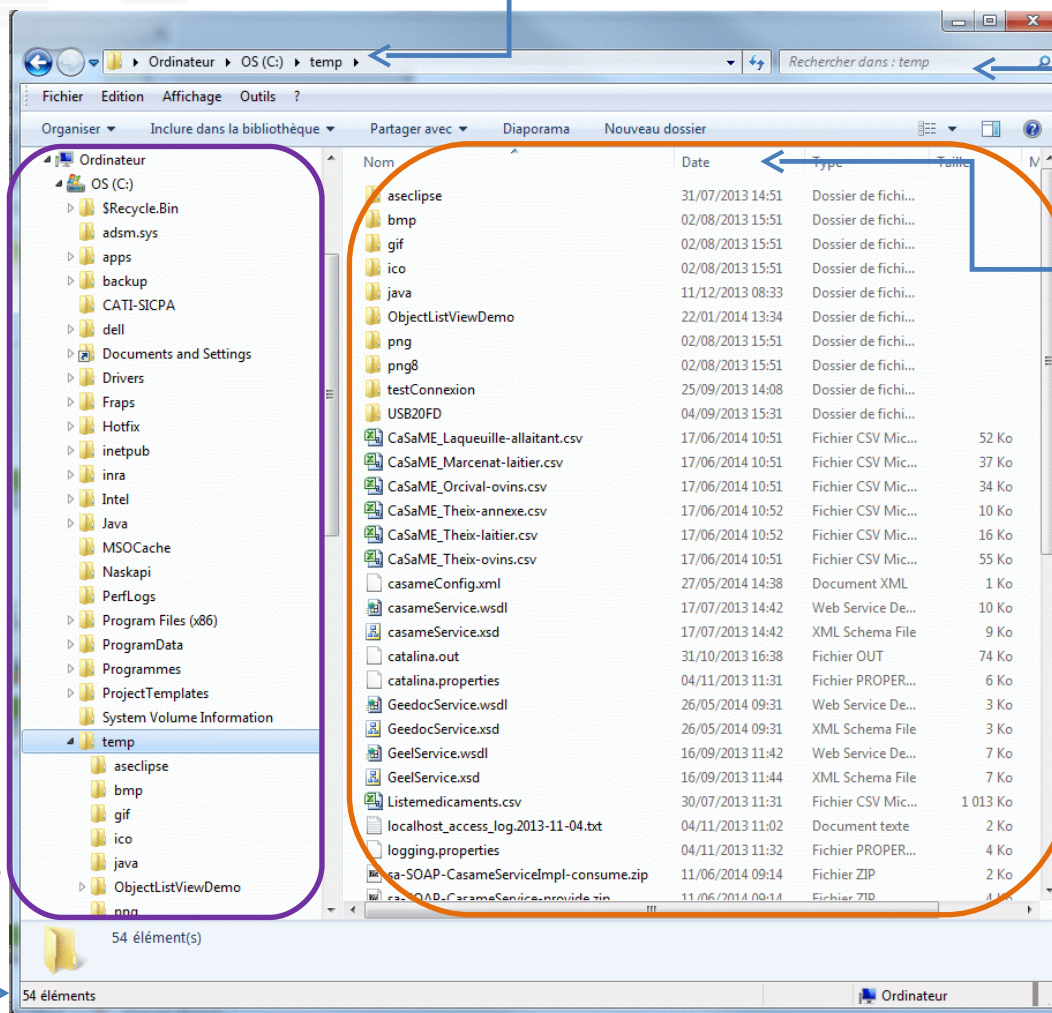 Ordinateur OS (C:) temp
Rechercher dans : temp
Fichier Edition Affichage Outils ?
Organiser Inclure dans la bibliothèque Partager avec Diaporama Nouveau dossier
Ordinateur
OS (C:)
$Recycle.Bin
adsm.sys
apps
backup
CATI-SICPA
dell
Documents and Settings
Drivers
Fraps
Hotfix
inetpub
inra
Intel
Java
MSOCache
Naskapi
PerfLogs
Program Files (x86)
ProgramData
Programmes
ProjectTemplates
System Volume Information
temp
aseclipse
bmp
gif
ico
java
ObjectListViewDemo
png
Nom Date Type Taille M
aseclipse 31/07/2013 14:51 Dossier de fichi...
bmp 02/08/2013 15:51 Dossier de fichi...
gif 02/08/2013 15:51 Dossier de fichi...
ico 02/08/2013 15:51 Dossier de fichi...
java 11/12/2013 08:33 Dossier de fichi...
ObjectListViewDemo 22/01/2014 13:34 Dossier de fichi...
png 02/08/2013 15:51 Dossier de fichi...
png8 02/08/2013 15:51 Dossier de fichi...
testConnexion 25/09/2013 14:08 Dossier de fichi...
USB20FD 04/09/2013 15:31 Dossier de fichi...
CaSaME_Laqueuille-allaitant.csv 17/06/2014 10:51 Fichier CSV Mic... 52 Ko
CaSaME_Marcenat-laitier.csv 17/06/2014 10:51 Fichier CSV Mic... 37 Ko
CaSaME_Orcival-ovins.csv 17/06/2014 10:51 Fichier CSV Mic... 34 Ko
CaSaME_Theix-annexe.csv 17/06/2014 10:52 Fichier CSV Mic... 10 Ko
CaSaME_Theix-laitier.csv 17/06/2014 10:52 Fichier CSV Mic... 16 Ko
CaSaME_Theix-ovins.csv 17/06/2014 10:51 Fichier CSV Mic... 55 Ko
casameConfig.xml 27/05/2014 14:38 Document XML 1 Ko
casameService.wsdl 17/07/2013 14:42 Web Service De... 10 Ko
casameService.xsd 17/07/2013 14:42 XML Schema File 9 Ko
catalina.out 31/10/2013 16:38 Fichier OUT 74 Ko
catalina.properties 04/11/2013 11:31 Fichier PROPER... 6 Ko
GeedocService.wsdl 26/05/2014 09:31 Web Service De... 3 Ko
GeedocService.xsd 26/05/2014 09:31 XML Schema File 3 Ko
GeelService.wsdl 16/09/2013 11:42 Web Service De... 7 Ko
GeelService.xsd 16/09/2013 11:44 XML Schema File 7 Ko
Listemedicaments.csv 30/07/2013 11:31 Fichier CSV Mic... 1 013 Ko
localhost_access_log.2013-11-04.txt 04/11/2013 11:02 Document texte 2 Ko
logging.properties 04/11/2013 11:32 Fichier PROPER... 4 Ko
sa-SOAP-CasameServiceImpl-consume.zip 11/06/2014 09:14 Fichier ZIP 2 Ko
sa-SOAP-CasameService-provide.zip 11/06/2014 09:14 Fichier ZIP 4 Ko
54 élément(s)
54 éléments Ordinateur